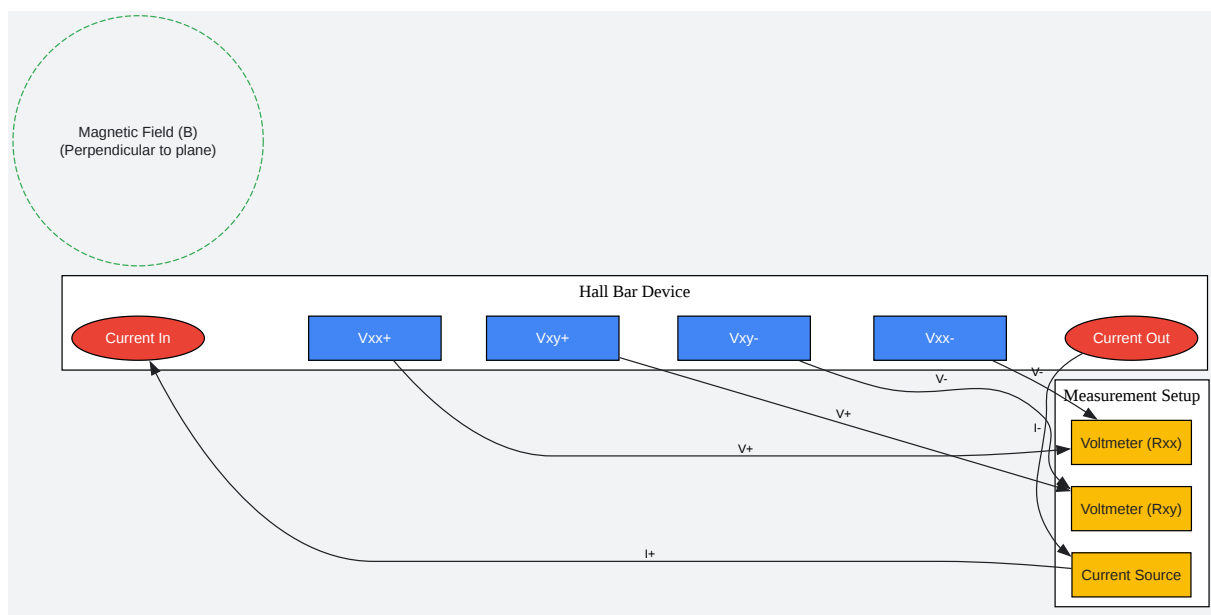 Magnetic Field (B)
(Perpendicular to plane)
Hall Bar Device
Current In
Vxx+
Vxy+
Vxy-
Vxx-
Current Out
V-
V-
Measurement Setup
V+
I-
V+
Voltmeter (Rxx)
Voltmeter (Rxy)
I+
Current Source